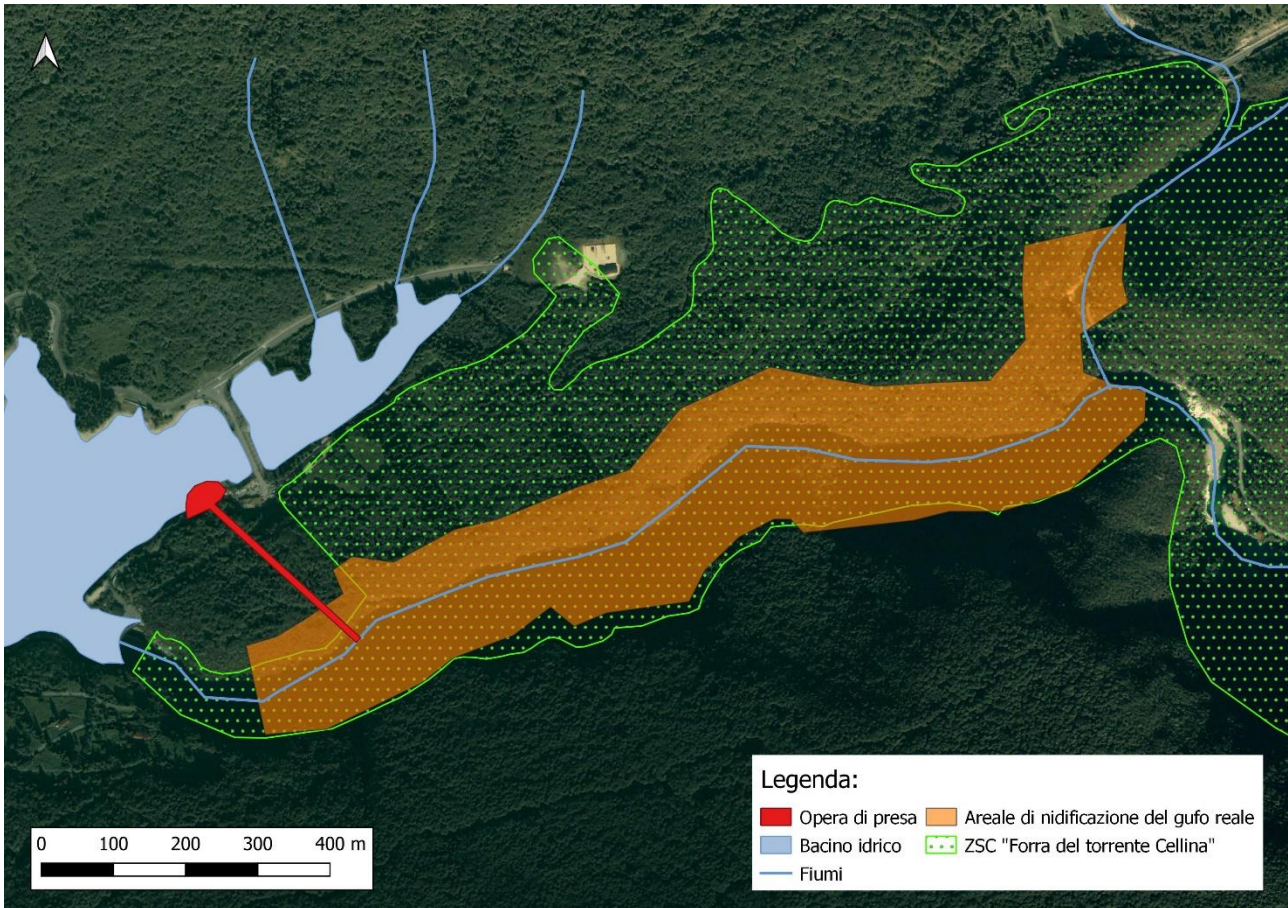 Legenda:
Opera di presa
Areale di nidificazione del gufo reale
Bacino idrico
ZSC "Forra del torrente Cellina"
Fiumi
0 100 200 300 400 m